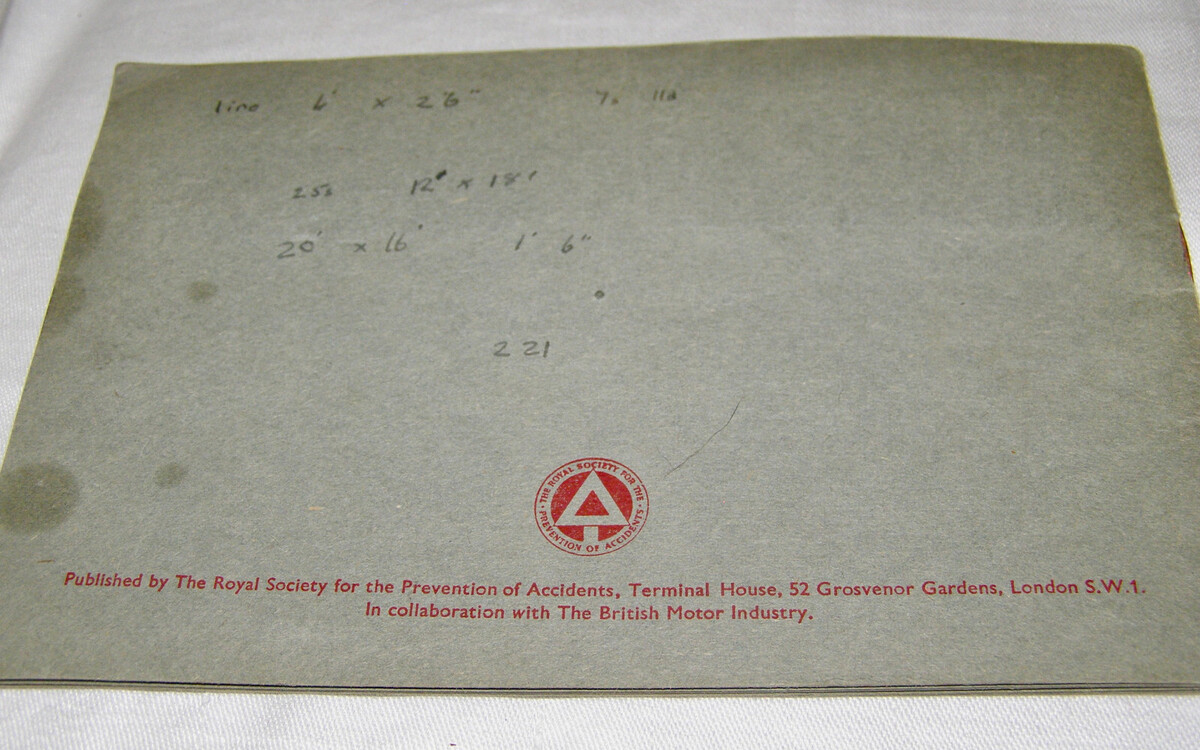 lino 6' x 2'6" 7. 11d
25s 12' x 18'
20' x 16' 1' 6"
221
THE ROYAL SOCIETY FOR THE PREVENTION OF ACCIDENTS
Published by The Royal Society for the Prevention of Accidents, Terminal House, 52 Grosvenor Gardens, London S.W.1.
In collaboration with The British Motor Industry.